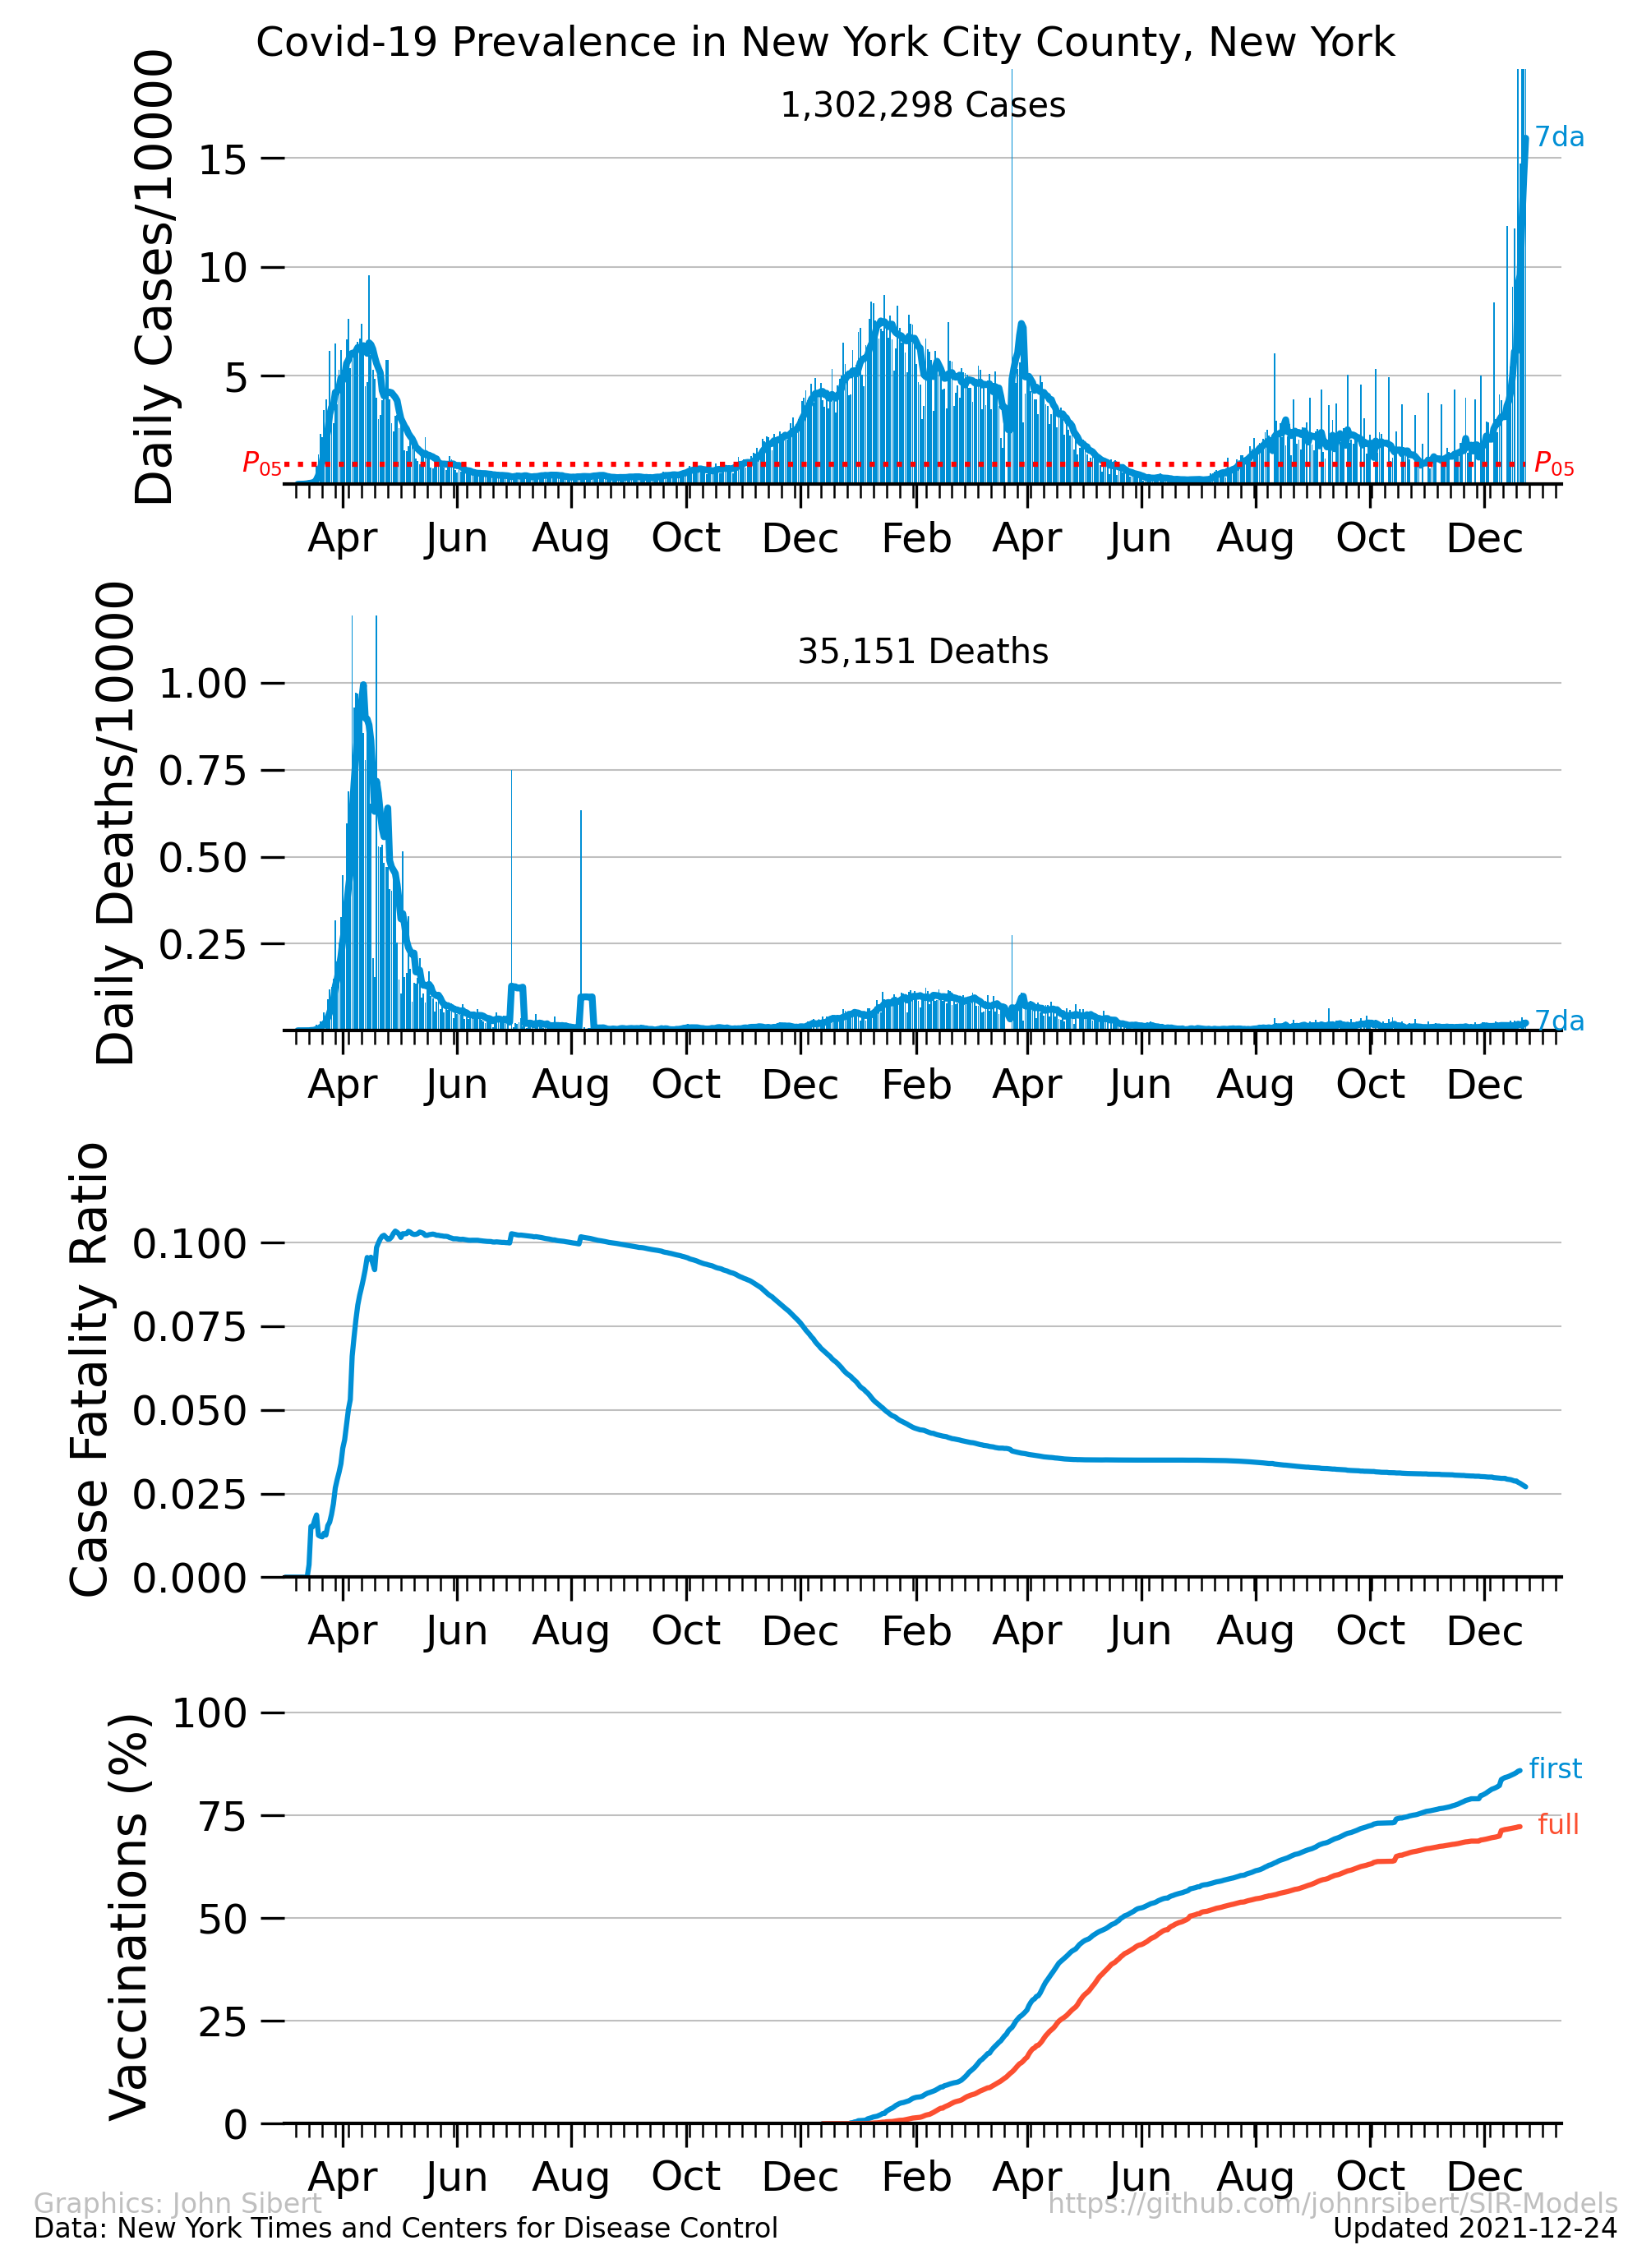 Covid-19 Prevalence in New York City County, New York
1,302,298 Cases
Daily Cases/10000
15
10
5
7da
P05
P05
Apr Jun Aug Oct Dec Feb Apr Jun Aug Oct Dec
35,151 Deaths
Daily Deaths/10000
1.00
0.75
0.50
0.25
7da
Apr Jun Aug Oct Dec Feb Apr Jun Aug Oct Dec
Case Fatality Ratio
0.100
0.075
0.050
0.025
0.000
Apr Jun Aug Oct Dec Feb Apr Jun Aug Oct Dec
Vaccinations (%)
100
75
50
25
0
first
full
Apr Jun Aug Oct Dec Feb Apr Jun Aug Oct Dec
Graphics: John Sibert
https://github.com/johnrsibert/SIR-Models
Data: New York Times and Centers for Disease Control
Updated 2021-12-24